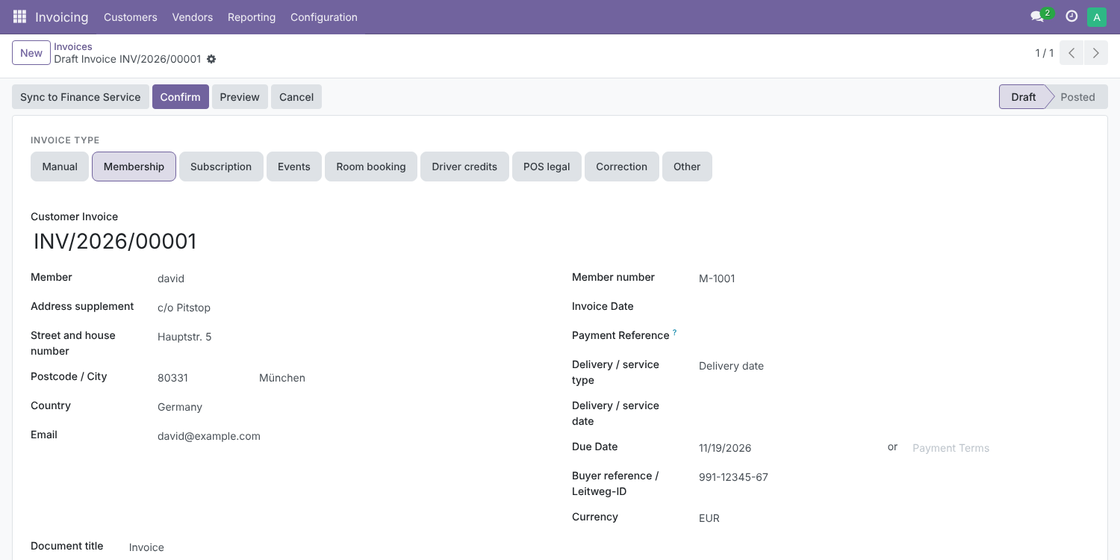 Invoicing Customers Vendors Reporting Configuration 2 A
New Invoices
Draft Invoice INV/2026/00001 1 / 1
Sync to Finance Service Confirm Preview Cancel Draft Posted
INVOICE TYPE
Manual Membership Subscription Events Room booking Driver credits POS legal Correction Other
Customer Invoice
INV/2026/00001
Member david
Address supplement c/o Pitstop
Street and house number Hauptstr. 5
Postcode / City 80331 München
Country Germany
Email david@example.com
Member number M-1001
Invoice Date
Payment Reference ?
Delivery / service type Delivery date
Delivery / service date
Due Date 11/19/2026 or Payment Terms
Buyer reference / Leitweg-ID 991-12345-67
Currency EUR
Document title Invoice